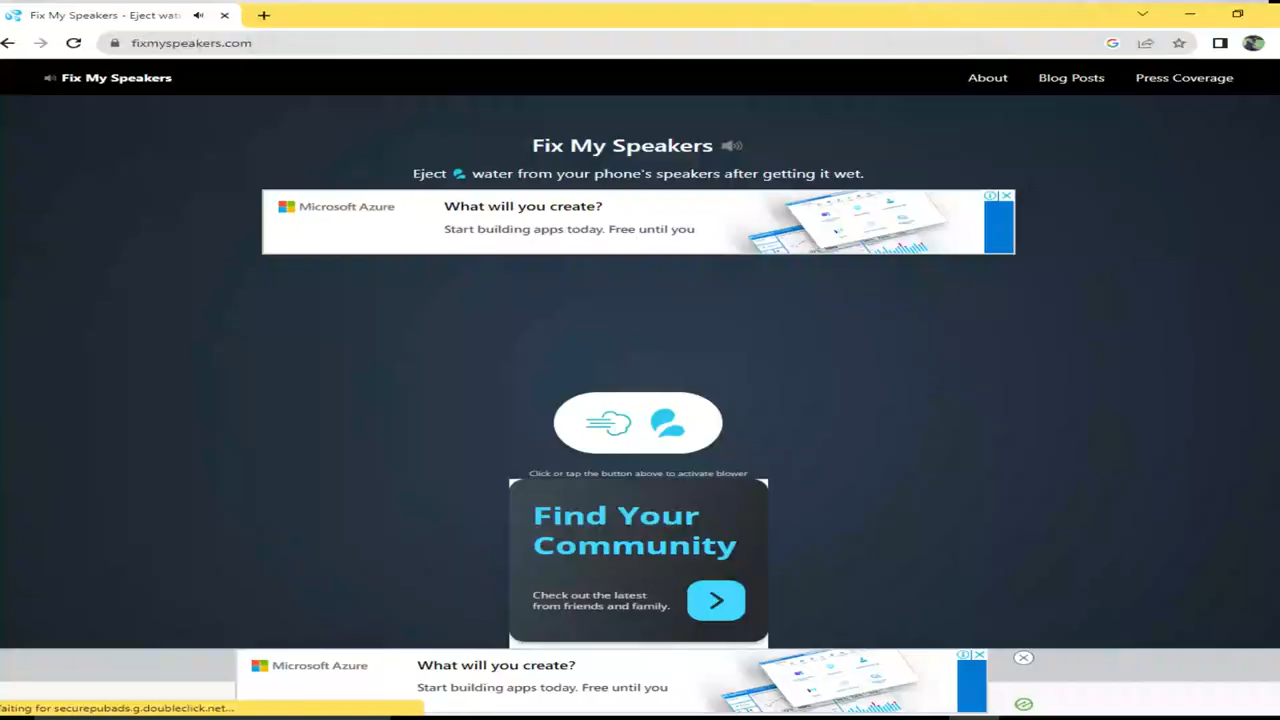 Fix My Speakers - Eject wat
fixmyspeakers.com
Fix My Speakers
About
Blog Posts
Press Coverage
Fix My Speakers
Eject water from your phone's speakers after getting it wet.
Microsoft Azure
What will you create?
Start building apps today. Free until you
Click or tap the button above to activate blower
Find Your
Community
Check out the latest
from friends and family.
Microsoft Azure
What will you create?
Start building apps today. Free until you
Waiting for securepubads.g.doubleclick.net...